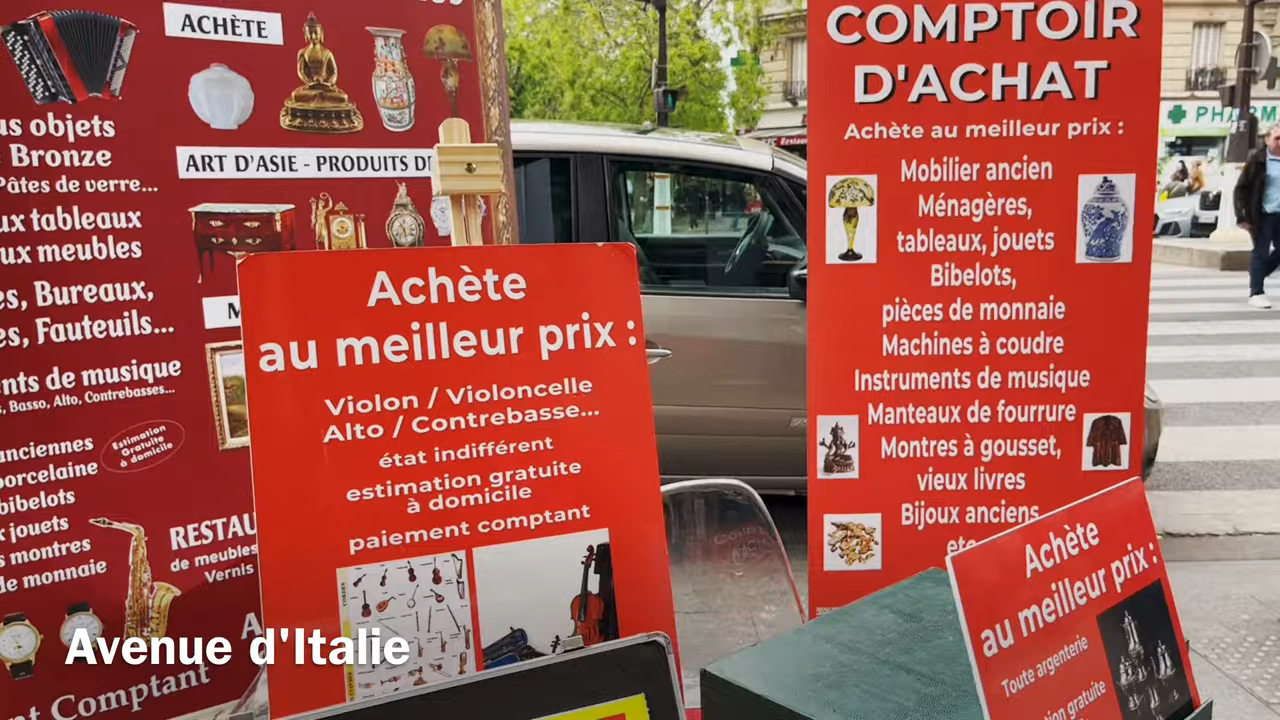 ACHÈTE
us objets
Bronze
Pâtes de verre...
ART D'ASIE - PRODUITS
ux tableaux
ux meubles
es, Bureaux,
es, Fauteuils...
nts de musique
Basso, Alto, Contrebasses...
anciennes
porcelaine
bibelots
jouets
s montres
de monnaie
Estimation
Gratuite
à domicile
RESTAU
de meubles
Vernis
Comptant
Achète
au meilleur prix :
Violon / Violoncelle
Alto / Contrebasse...
état indifférent
estimation gratuite
à domicile
paiement comptant
COMPTOIR
D'ACHAT
Achète au meilleur prix :
Mobilier ancien
Ménagères,
tableaux, jouets
Bibelots,
pièces de monnaie
Machines à coudre
Instruments de musique
Manteaux de fourrure
Montres à gousset,
vieux livres
Bijoux anciens
etc
Achète
au meilleur prix :
Toute argenterie
gratuite
PHARM
Avenue d'Italie